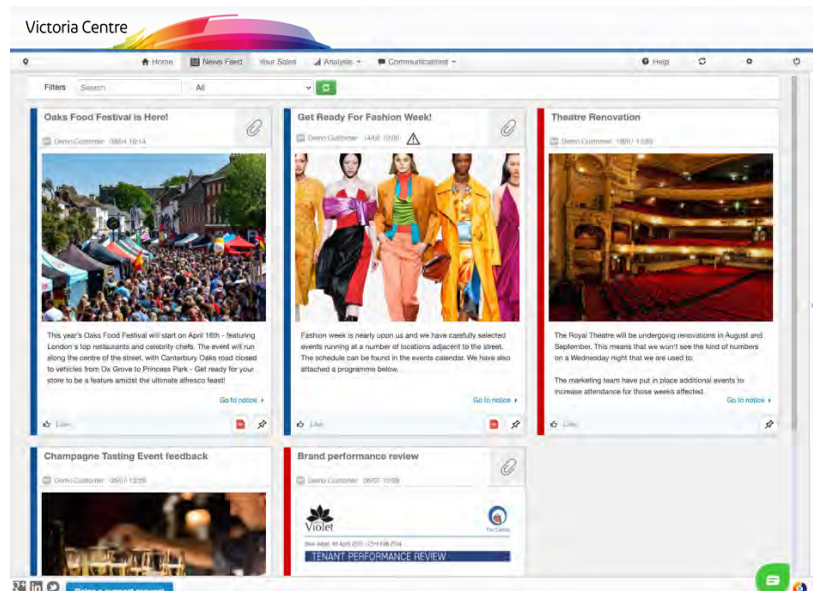 Victoria Centre
Home News Feed Your Sales Analysis Communications Help
Filters Search All
Oaks Food Festival is Here!
Demo Customer
This year's Oaks Food Festival will start on April 16th - featuring
London's top restaurants and celebrity chefs. The event will run
along the centre of the street, with Canterbury Oaks road closed
to vehicles from Ox Grove to Princess Park - Get ready for your
store to be a feature amidst the ultimate alfresco feast!
Go to notice
Like
Get Ready For Fashion Week!
Demo Customer
Fashion week is nearly upon us and we have carefully selected
events running at a number of locations adjacent to the street.
The schedule can be found in the events calendar. We have also
attached a programme below.
Go to notice
Like
Theatre Renovation
Demo Customer
The Royal Theatre will be undergoing renovations in August and
September. This means that we won't see the kind of numbers
on a Wednesday night that we are used to.
The marketing team have put in place additional events to
increase attendance for those weeks affected.
Go to notice
Like
Champagne Tasting Event feedback
Demo Customer
Brand performance review
Demo Customer
Violet
TENANT PERFORMANCE REVIEW
Raise a support request